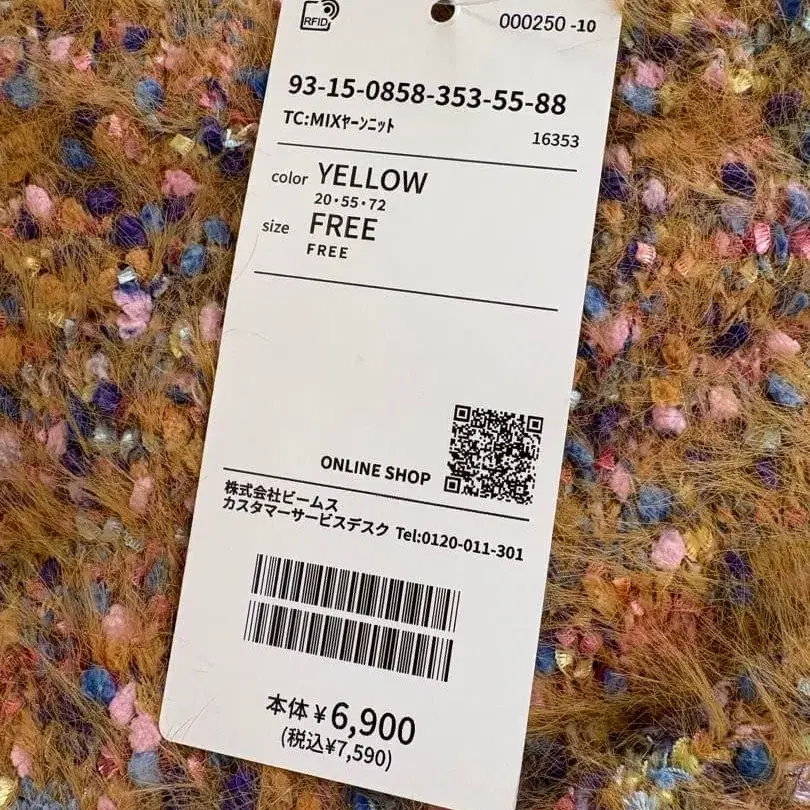 RFID
000250 -10
93-15-0858-353-55-88
TC:MIXﾔｰﾝﾆｯﾄ
16353
color YELLOW
20・55・72
size FREE
FREE
ONLINE SHOP
株式会社ビームス
カスタマーサービスデスク Tel:0120-011-301
本体 ¥6,900
(税込¥7,590)